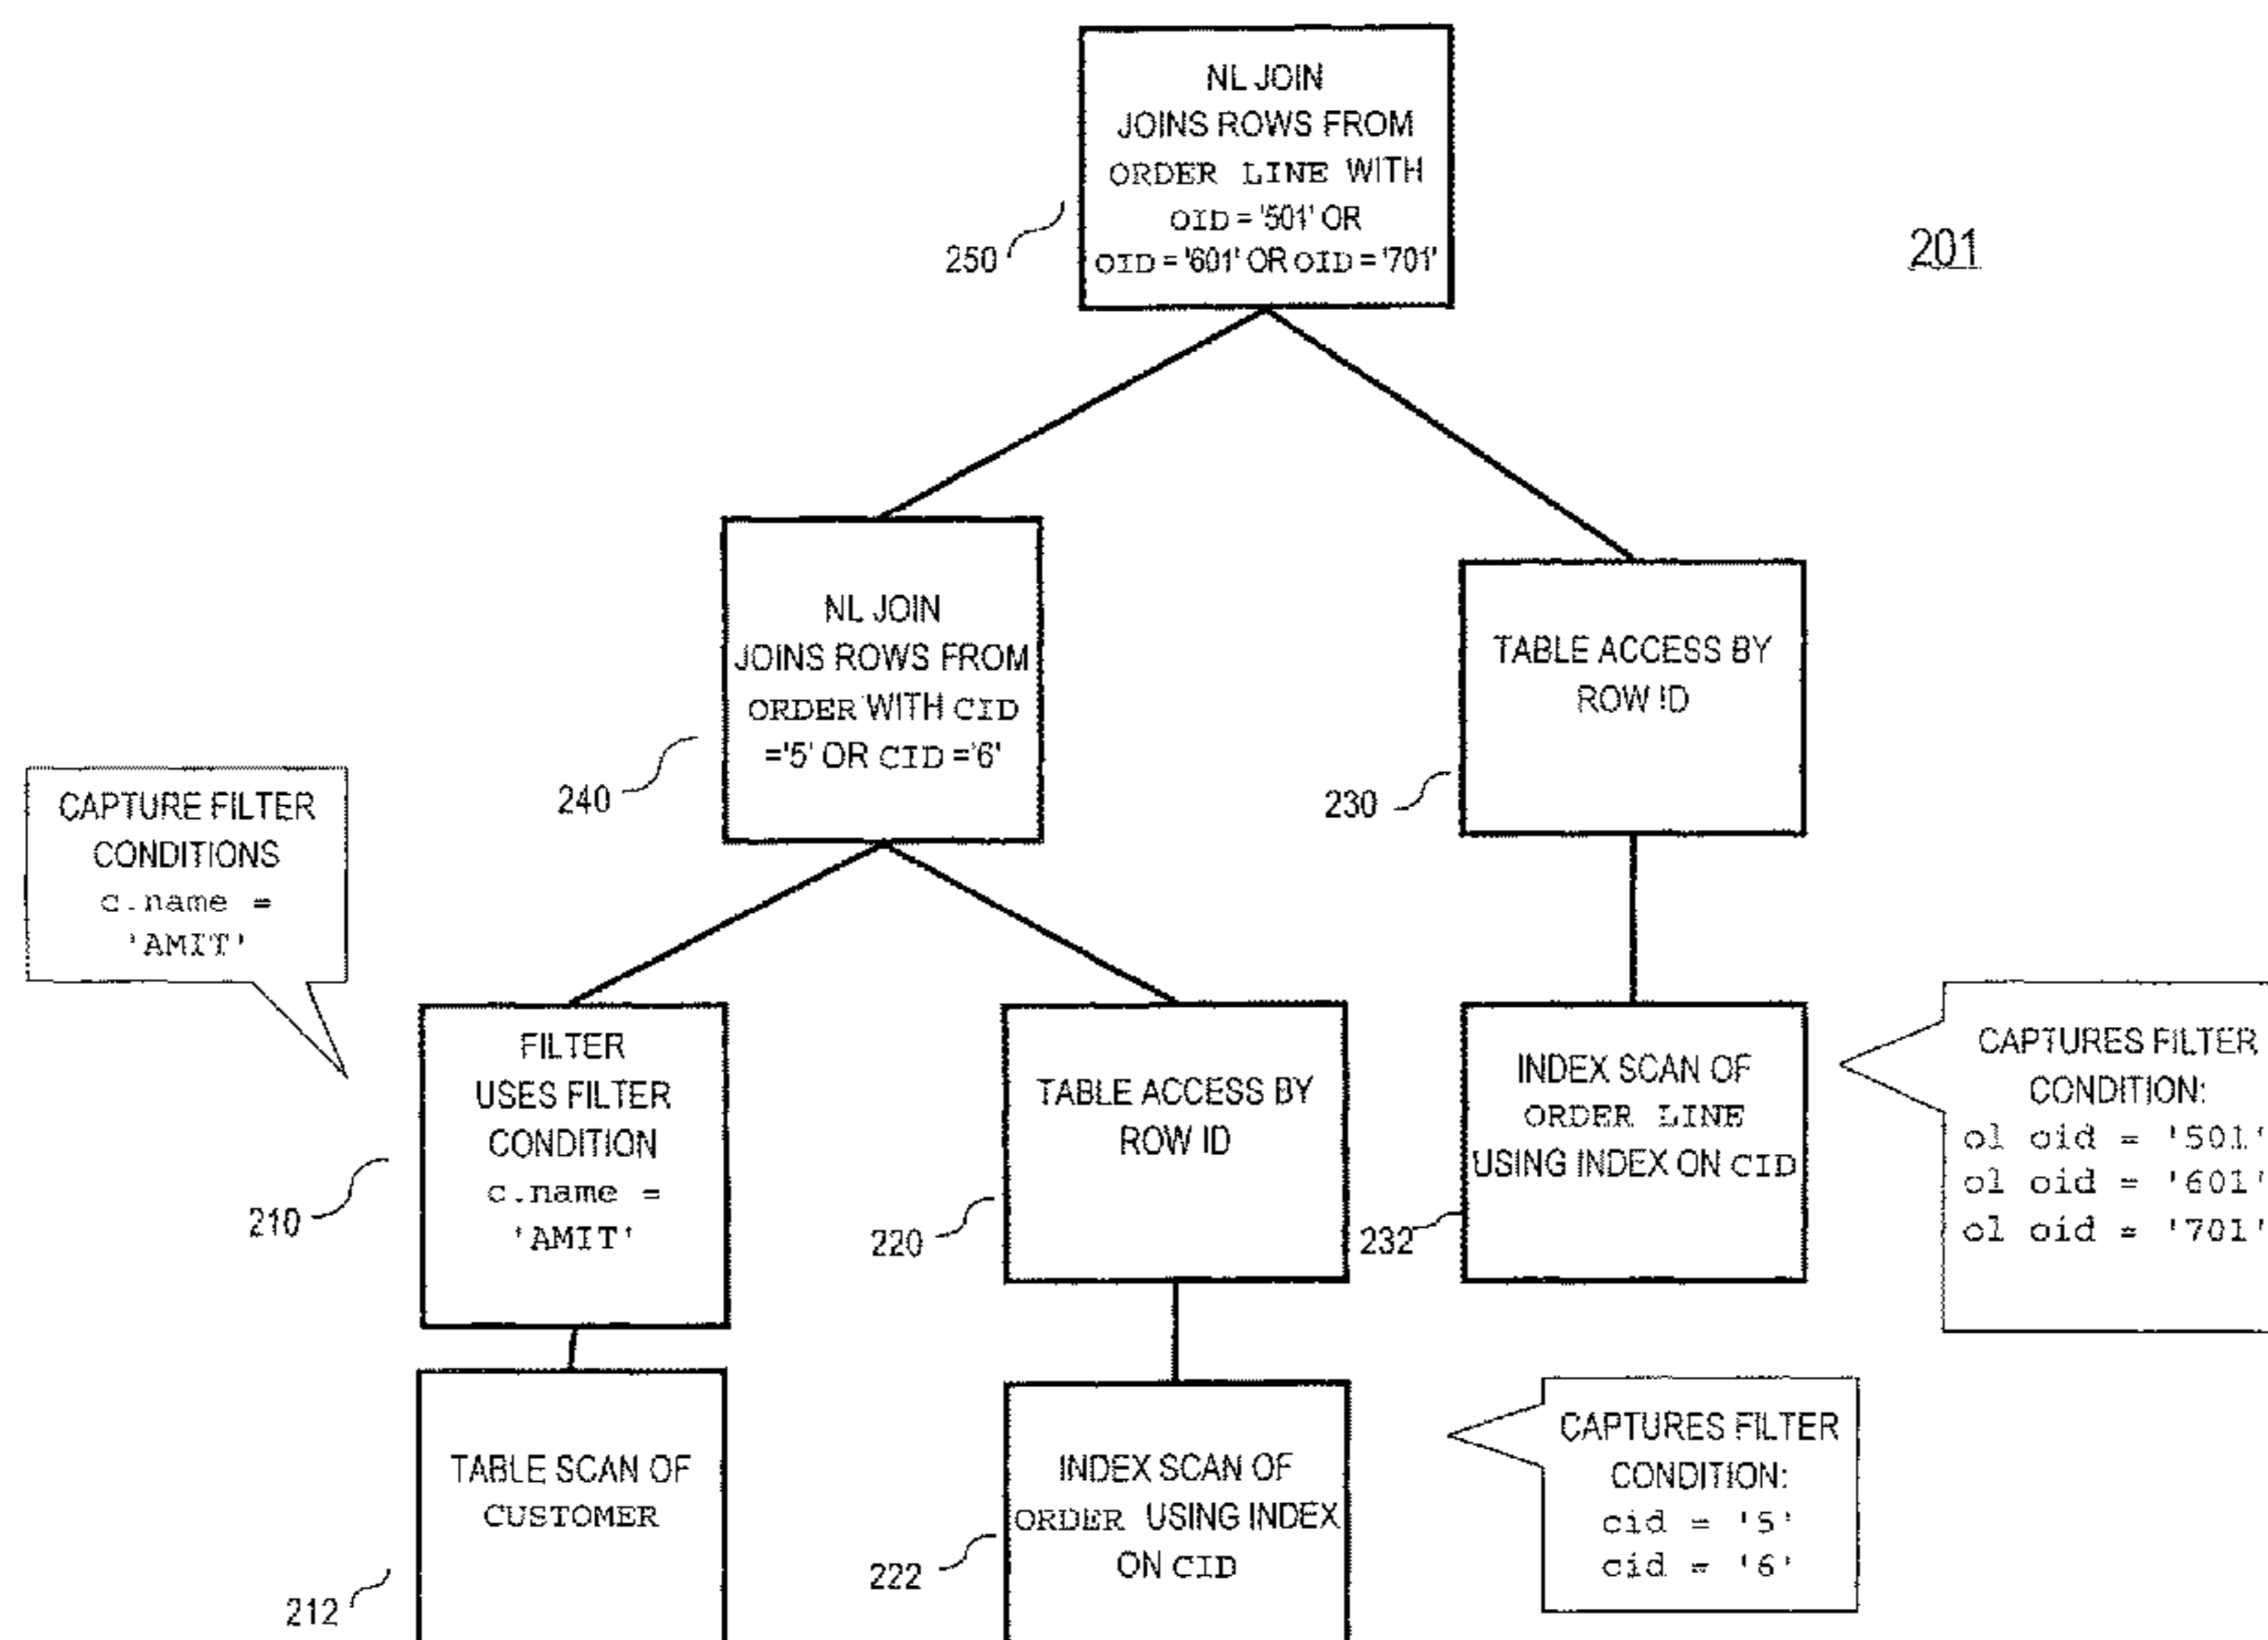 NL JOIN
JOINS ROWS FROM
ORDER LINE WITH
OID = '501' OR
OID = '601' OR OID = '701'
250
201
NL JOIN
JOINS ROWS FROM
ORDER WITH CID
='5' OR CID ='6'
240
TABLE ACCESS BY
ROW ID
230
CAPTURE FILTER
CONDITIONS
c.name =
'AMIT'
FILTER
USES FILTER
CONDITION
c.name =
'AMIT'
210
TABLE ACCESS BY
ROW ID
220
INDEX SCAN OF
ORDER LINE
USING INDEX ON CID
232
CAPTURES FILTER
CONDITION:
ol oid = '501'
ol oid = '601'
ol oid = '701'
TABLE SCAN OF
CUSTOMER
212
INDEX SCAN OF
ORDER USING INDEX
ON CID
222
CAPTURES FILTER
CONDITION:
cid = '5'
cid = '6'